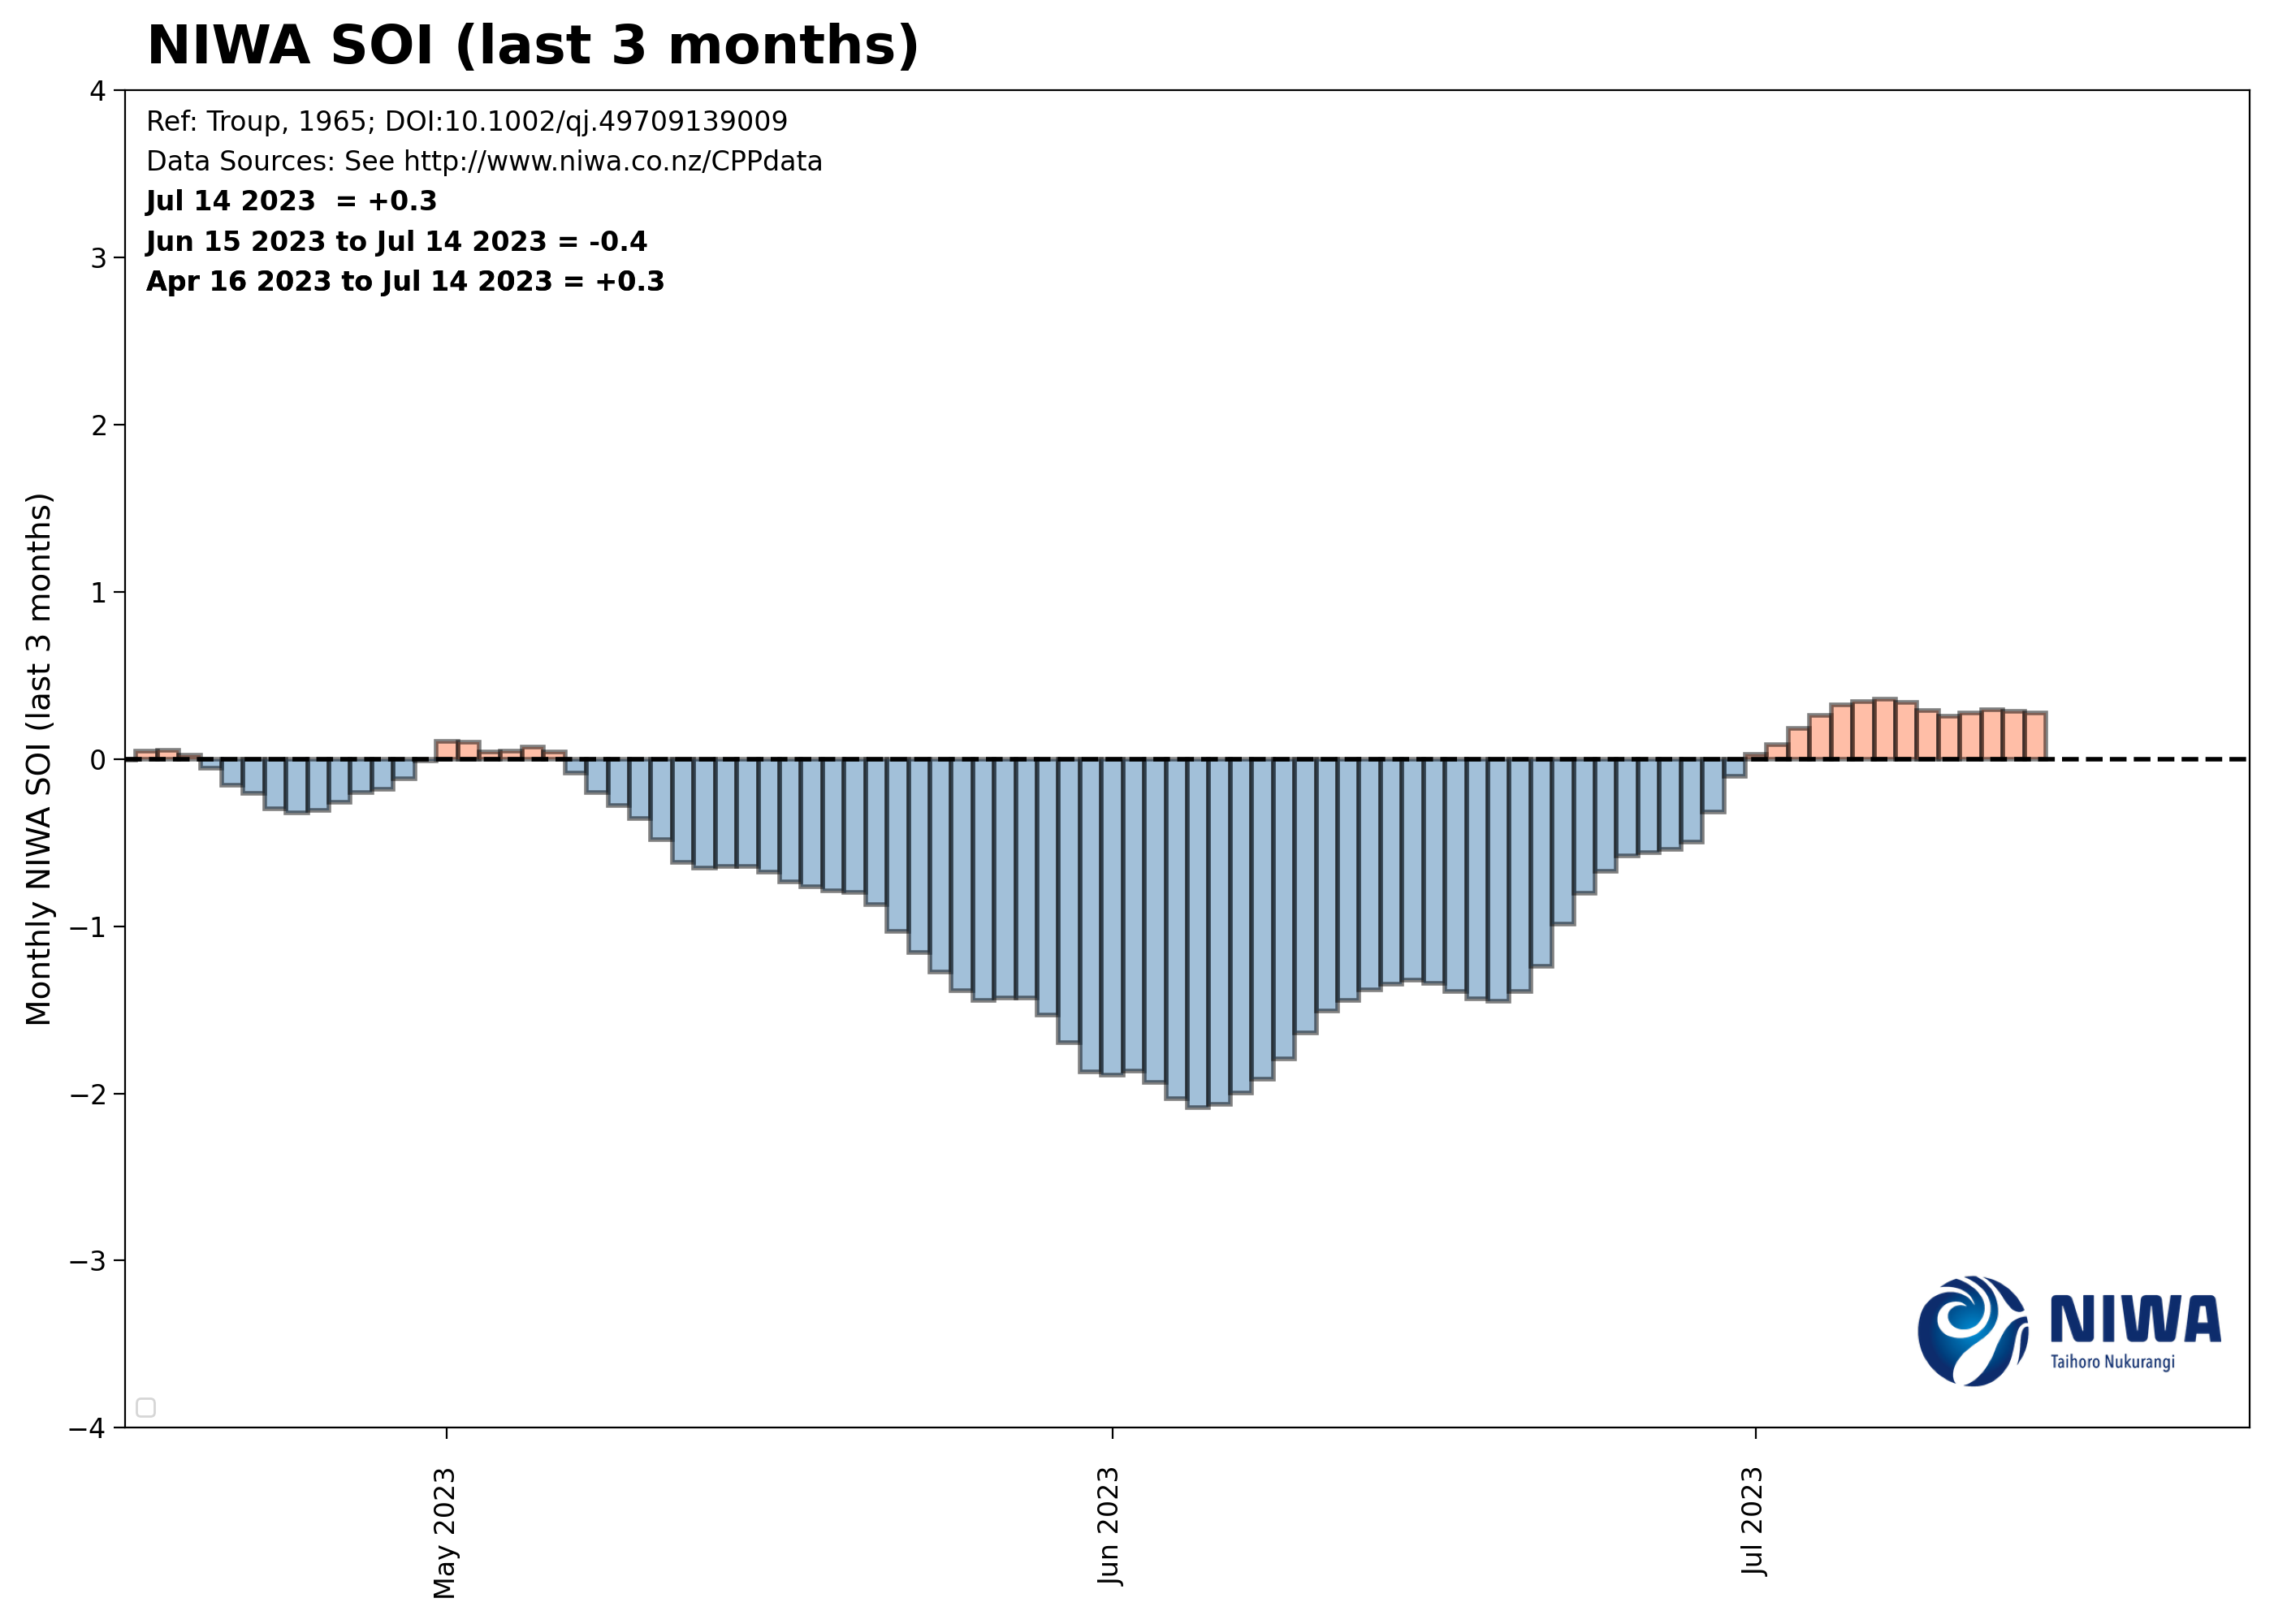 NIWA SOI (last 3 months)
Ref: Troup, 1965; DOI:10.1002/qj.49709139009
Data Sources: See http://www.niwa.co.nz/CPPdata
Jul 14 2023  = +0.3
Jun 15 2023 to Jul 14 2023 = -0.4
Apr 16 2023 to Jul 14 2023 = +0.3
Monthly NIWA SOI (last 3 months)
4
3
2
1
0
−1
−2
−3
−4
May 2023
Jun 2023
Jul 2023
NIWA
Taihoro Nukurangi